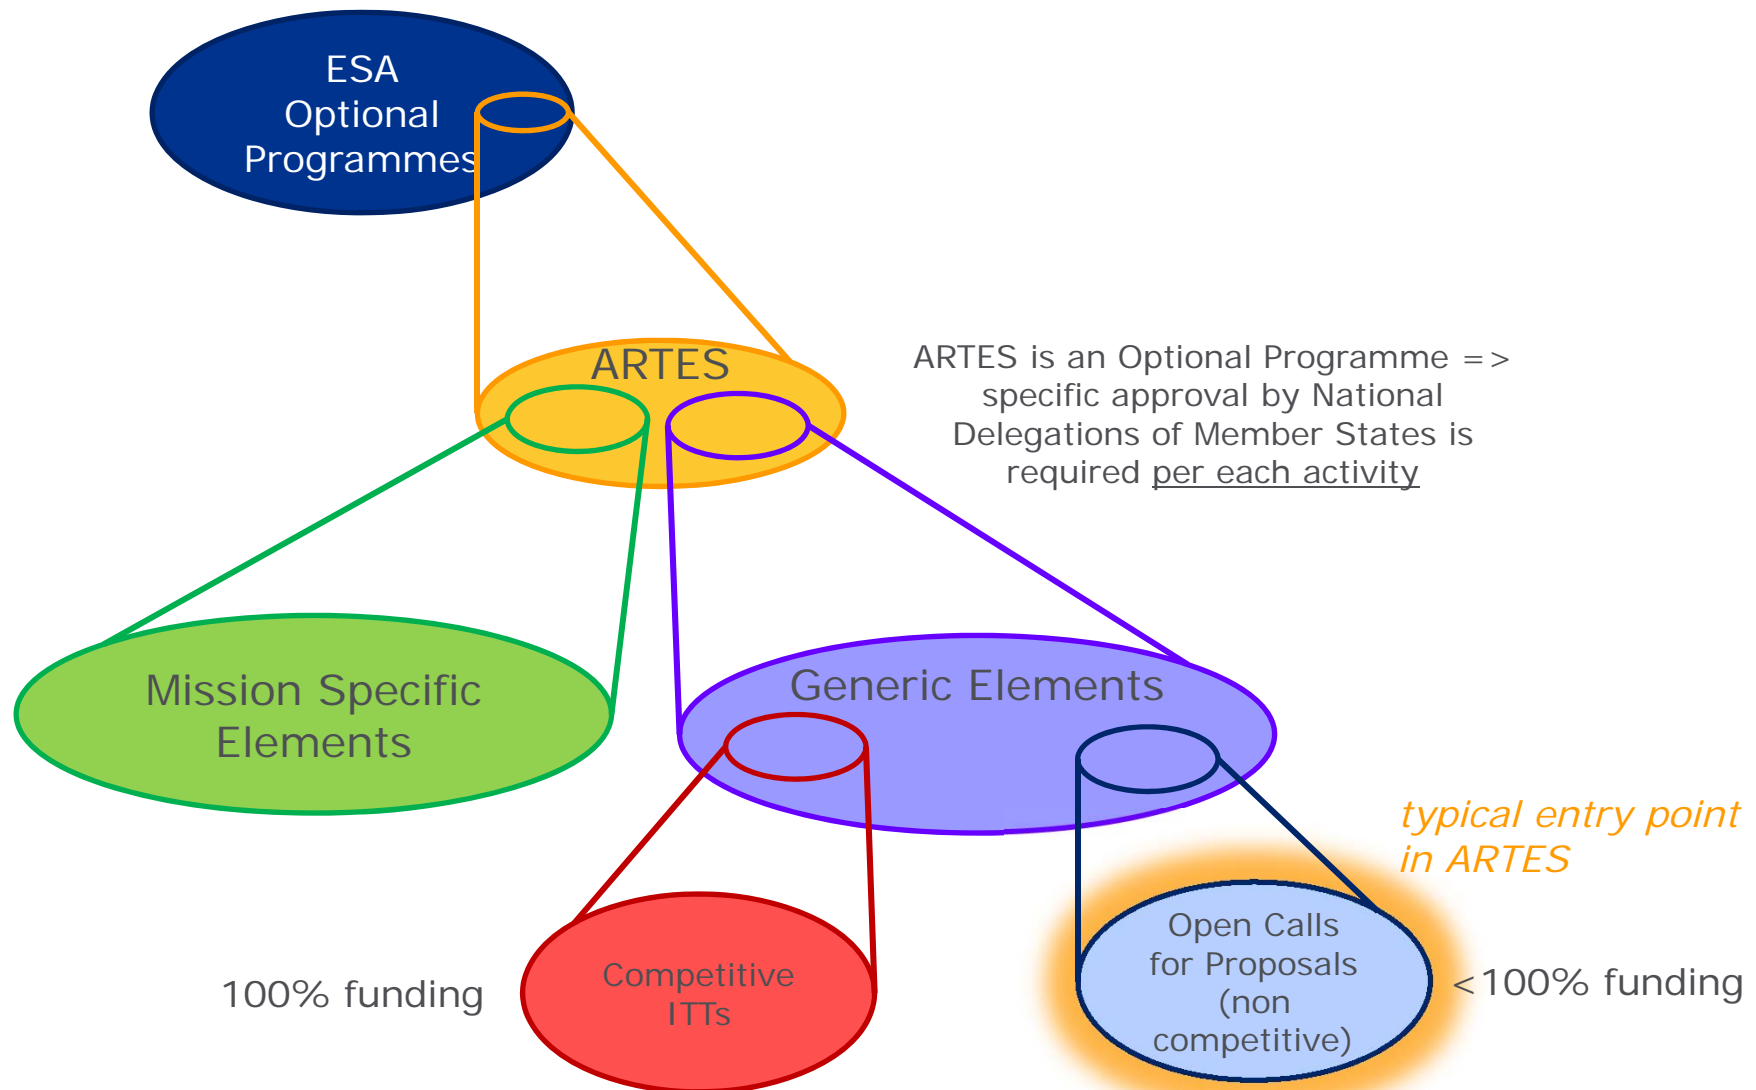 ESA
Optional
Programmes
ARTES
ARTES is an Optional Programme =>
specific approval by National
Delegations of Member States is
required per each activity
Mission Specific
Elements
Generic Elements
typical entry point
in ARTES
100% funding
Competitive
ITTs
Open Calls
for Proposals
(non
competitive)
<100% funding